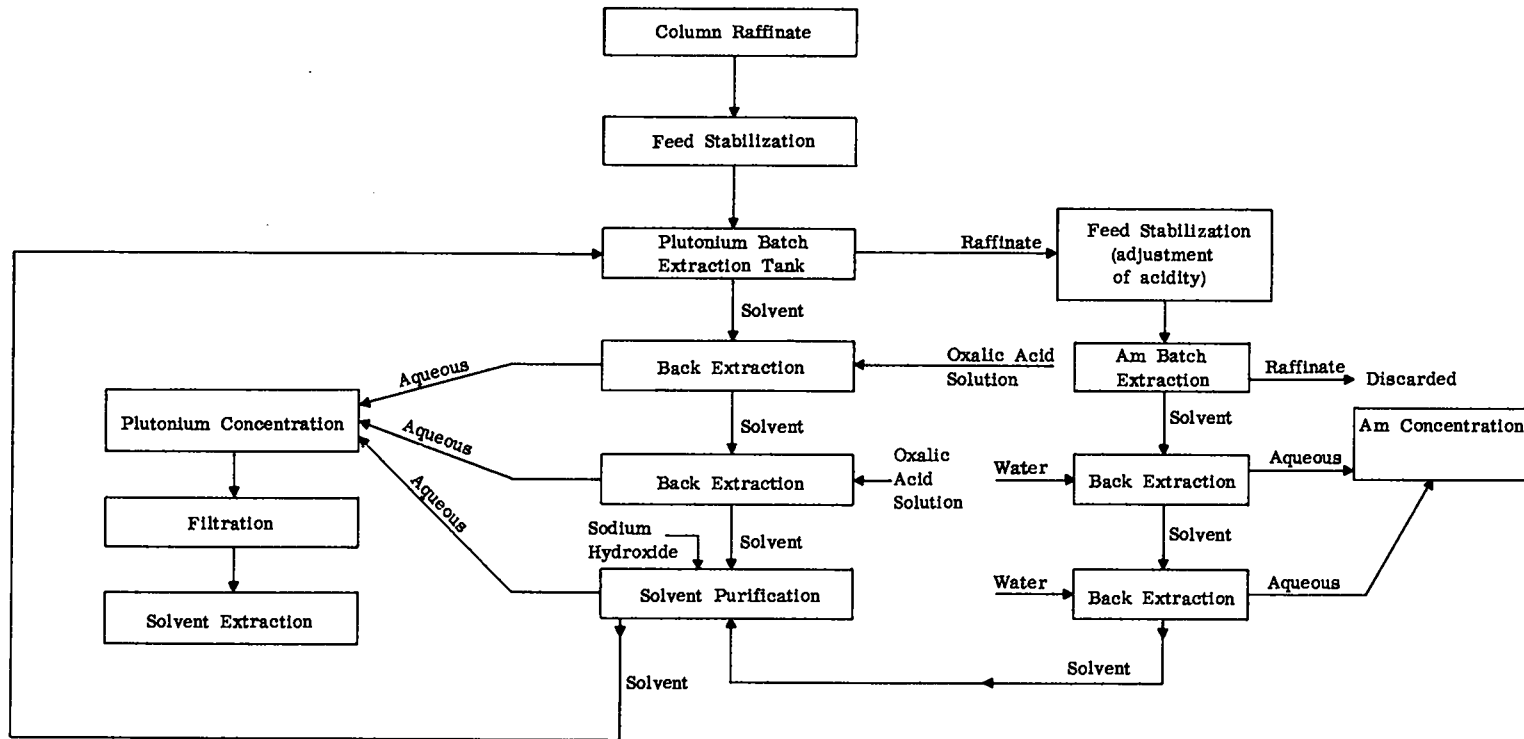 Column Raffinate
Feed Stabilization
Plutonium Batch
Extraction Tank
Raffinate
Feed Stabilization
(adjustment
of acidity)
Solvent
Back Extraction
Oxalic Acid
Solution
Am Batch
Extraction
Raffinate
Discarded
Aqueous
Plutonium Concentration
Solvent
Solvent
Am Concentration
Aqueous
Back Extraction
Oxalic
Acid
Solution
Water
Back Extraction
Aqueous
Aqueous
Filtration
Sodium
Hydroxide
Solvent
Solvent
Solvent Purification
Water
Back Extraction
Aqueous
Solvent Extraction
Solvent
Solvent